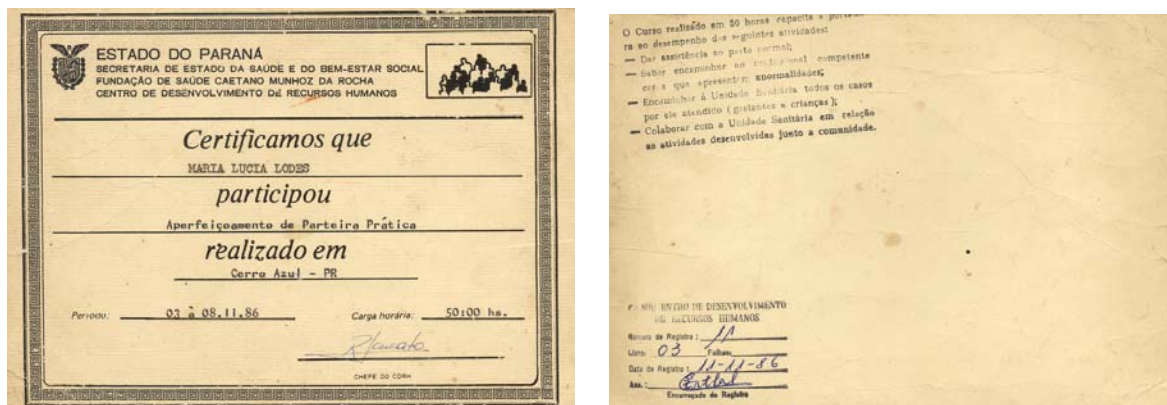 ESTADO DO PARANÁ
SECRETARIA DE ESTADO DA SAÚDE E DO BEM-ESTAR SOCIAL
FUNDAÇÃO DE SAÚDE CAETANO MUNHOZ DA ROCHA
CENTRO DE DESENVOLVIMENTO DE RECURSOS HUMANOS
Certificamos que
MARIA LUCIA LODES
participou
Aperfeiçoamento de Parteira Prática
realizado em
Cerro Azul - PR
Período: 03 à 08.11.86 Carga horária: 50:00 hs.
CHEFE DO CDRH
O Curso realizado em 50 horas capacita a
ra ao desempenho das seguintes atividades:
— Dar assistência ao parto normal;
— Saber encaminhar ao profissional competente
casos que apresentem anormalidades;
— Encaminhar à Unidade Sanitária todos os casos
por ele atendido (gestantes e crianças);
— Colaborar com a Unidade Sanitária em relação
as atividades desenvolvidas junto a comunidade.
CENTRO DE DESENVOLVIMENTO
DE RECURSOS HUMANOS
Número de Registro: 11
Livro: 03 Folhas:
Data do Registro: 11-11-86
Ass.:
Encarregado do Registro